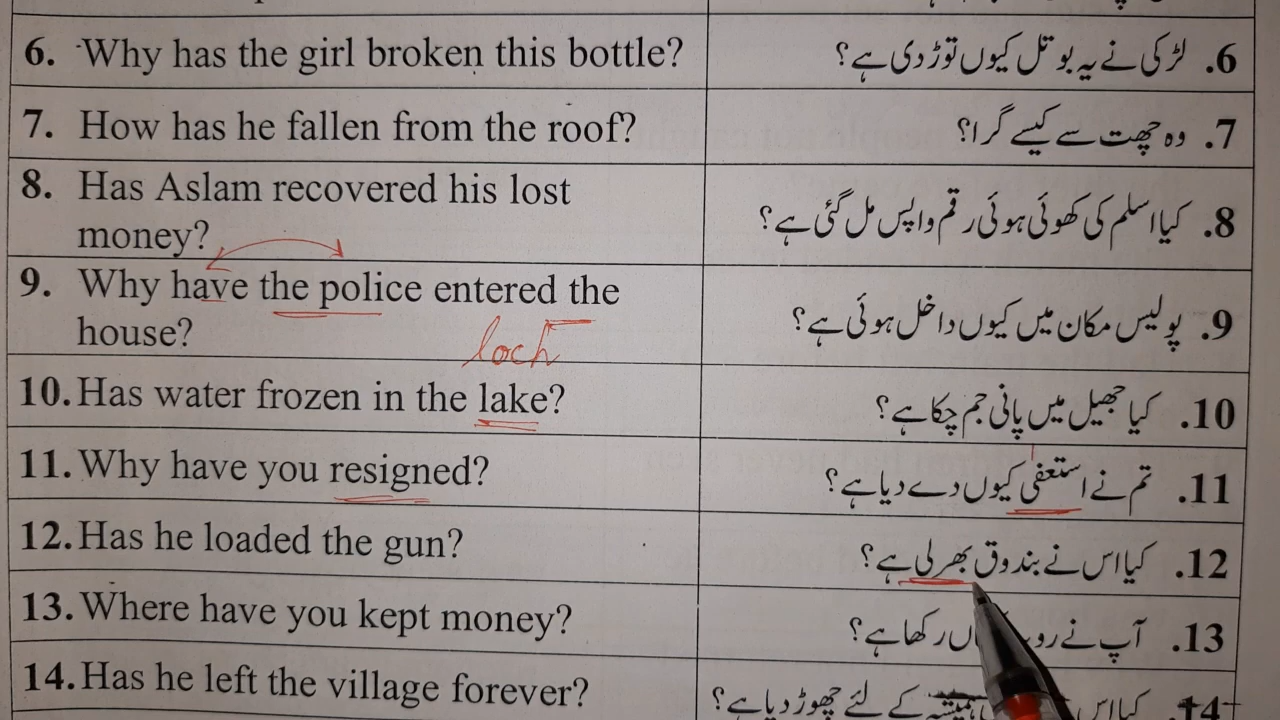 6. Why has the girl broken this bottle?
6. لڑکی نے یہ بوتل کیوں توڑ دی ہے؟
7. How has he fallen from the roof?
7. وہ چھت سے کیسے گرا؟
8. Has Aslam recovered his lost
money?
8. کیا اسلم کی کھوئی ہوئی رقم واپس مل گئی ہے؟
9. Why have the police entered the
house?
9. پولیس مکان میں کیوں داخل ہوئی ہے؟
loch
10. Has water frozen in the lake?
10. کیا جھیل میں پانی جم چکا ہے؟
11. Why have you resigned?
11. تم نے استعفیٰ کیوں دے دیا ہے؟
12. Has he loaded the gun?
12. کیا اس نے بندوق بھر لی ہے؟
13. Where have you kept money?
13. آپ نے رکھا ہے؟
14. Has he left the village forever?
14. کیا اس ہمیشہ کے لئے چھوڑ دیا ہے؟